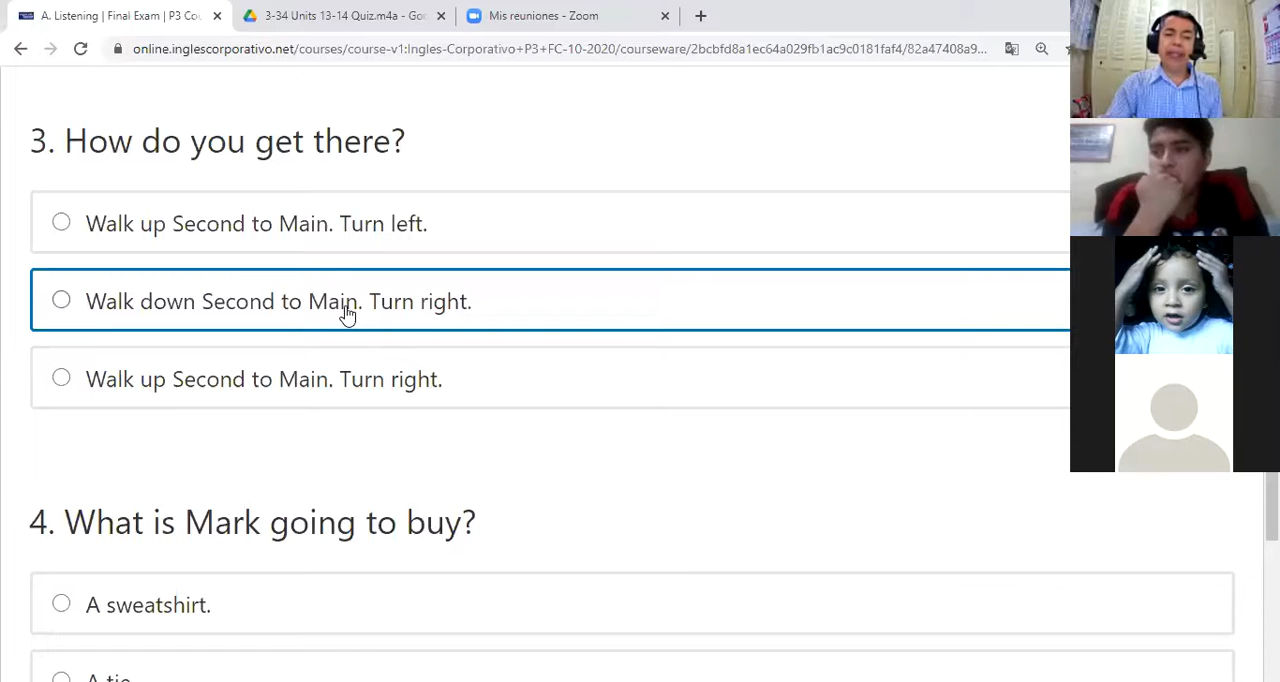 A. Listening | Final Exam | P3 Co
3-34 Units 13-14 Quiz.m4a - Go
Mis reuniones - Zoom
online.inglescorporativo.net/courses/course-v1:Ingles-Corporativo+P3+FC-10-2020/courseware/2bcbfd8a1ec64a029fb1ac9c0181faf4/82a47408a9...
3. How do you get there?
Walk up Second to Main. Turn left.
Walk down Second to Main. Turn right.
Walk up Second to Main. Turn right.
4. What is Mark going to buy?
A sweatshirt.
A tie